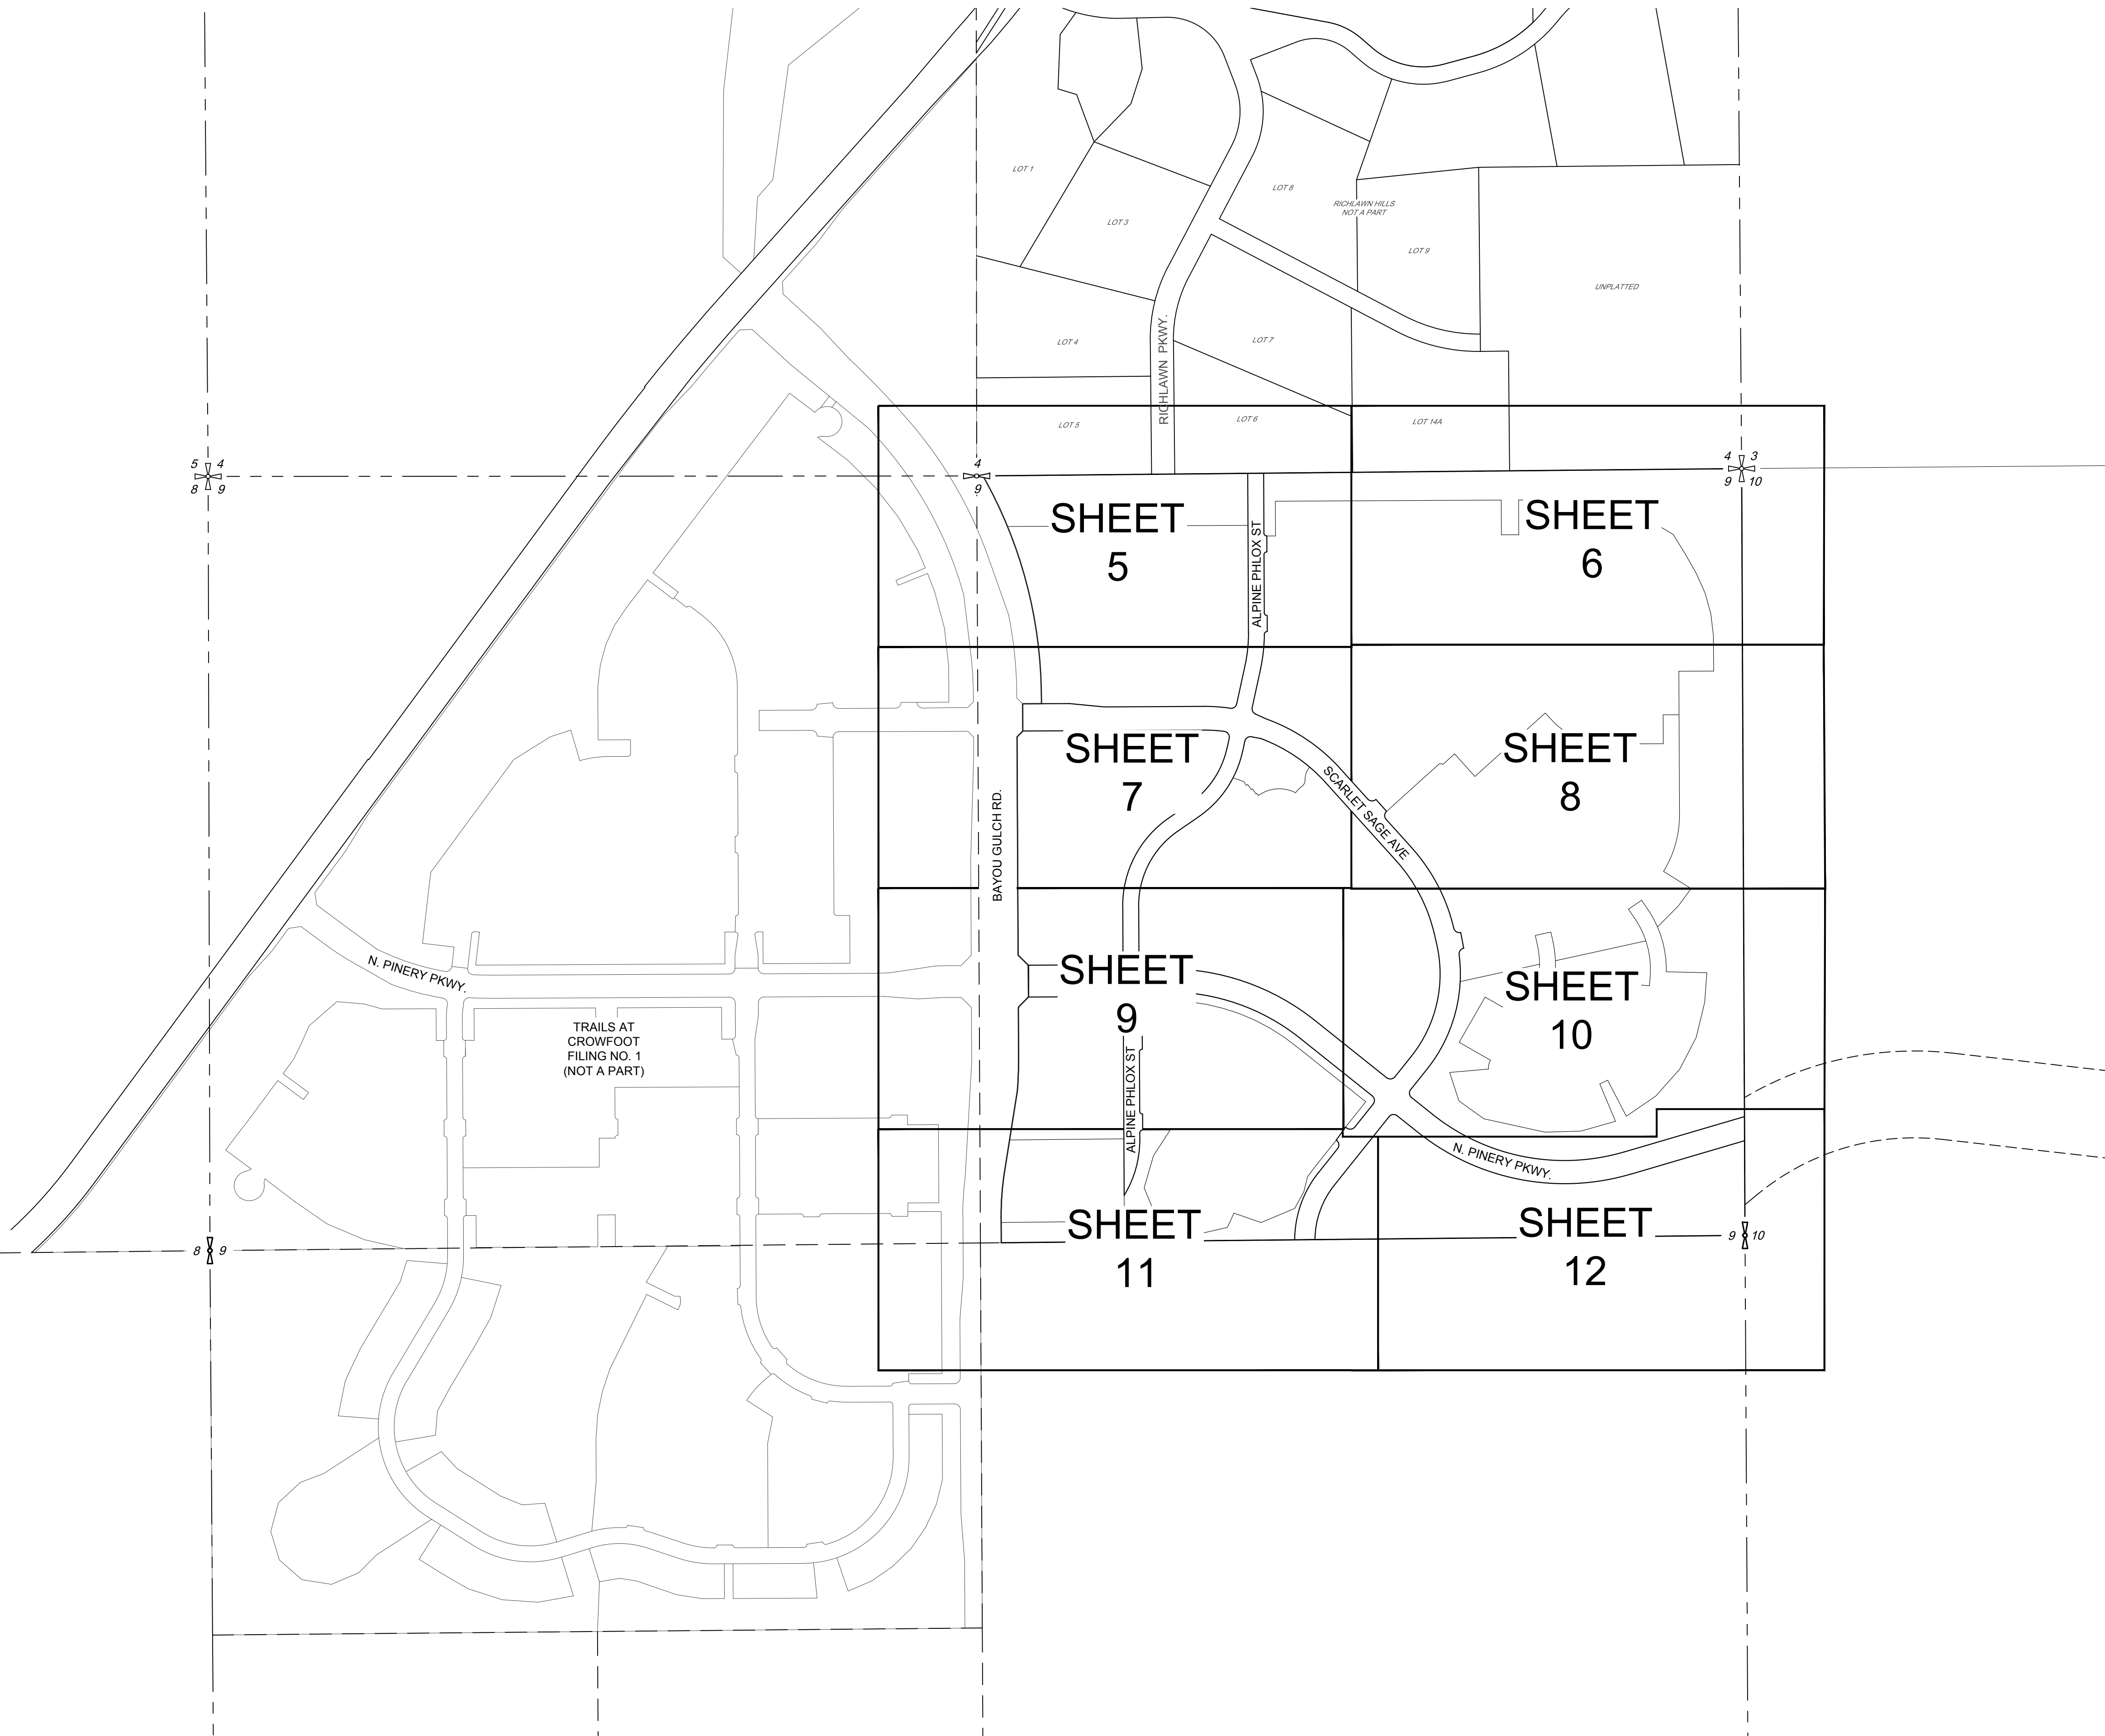 LOT 1
LOT 8
RICHLAWN HILLS
NOT A PART
LOT 3
LOT 9
UNPLATTED
LOT 4
RICHLAWN PKWY.
LOT 7
LOT 5
LOT 6
LOT 14A
5 4
8 9
4
9
4 3
9 10
SHEET
5
ALPINE PHLOX ST
SHEET
6
SHEET
7
SCARLET SAGE AVE
SHEET
8
BAYOU GULCH RD.
N. PINERY PKWY.
SHEET
9
SHEET
10
TRAILS AT
CROWFOOT
FILING NO. 1
(NOT A PART)
ALPINE PHLOX ST
N. PINERY PKWY.
SHEET
11
SHEET
12
8 9
9 10